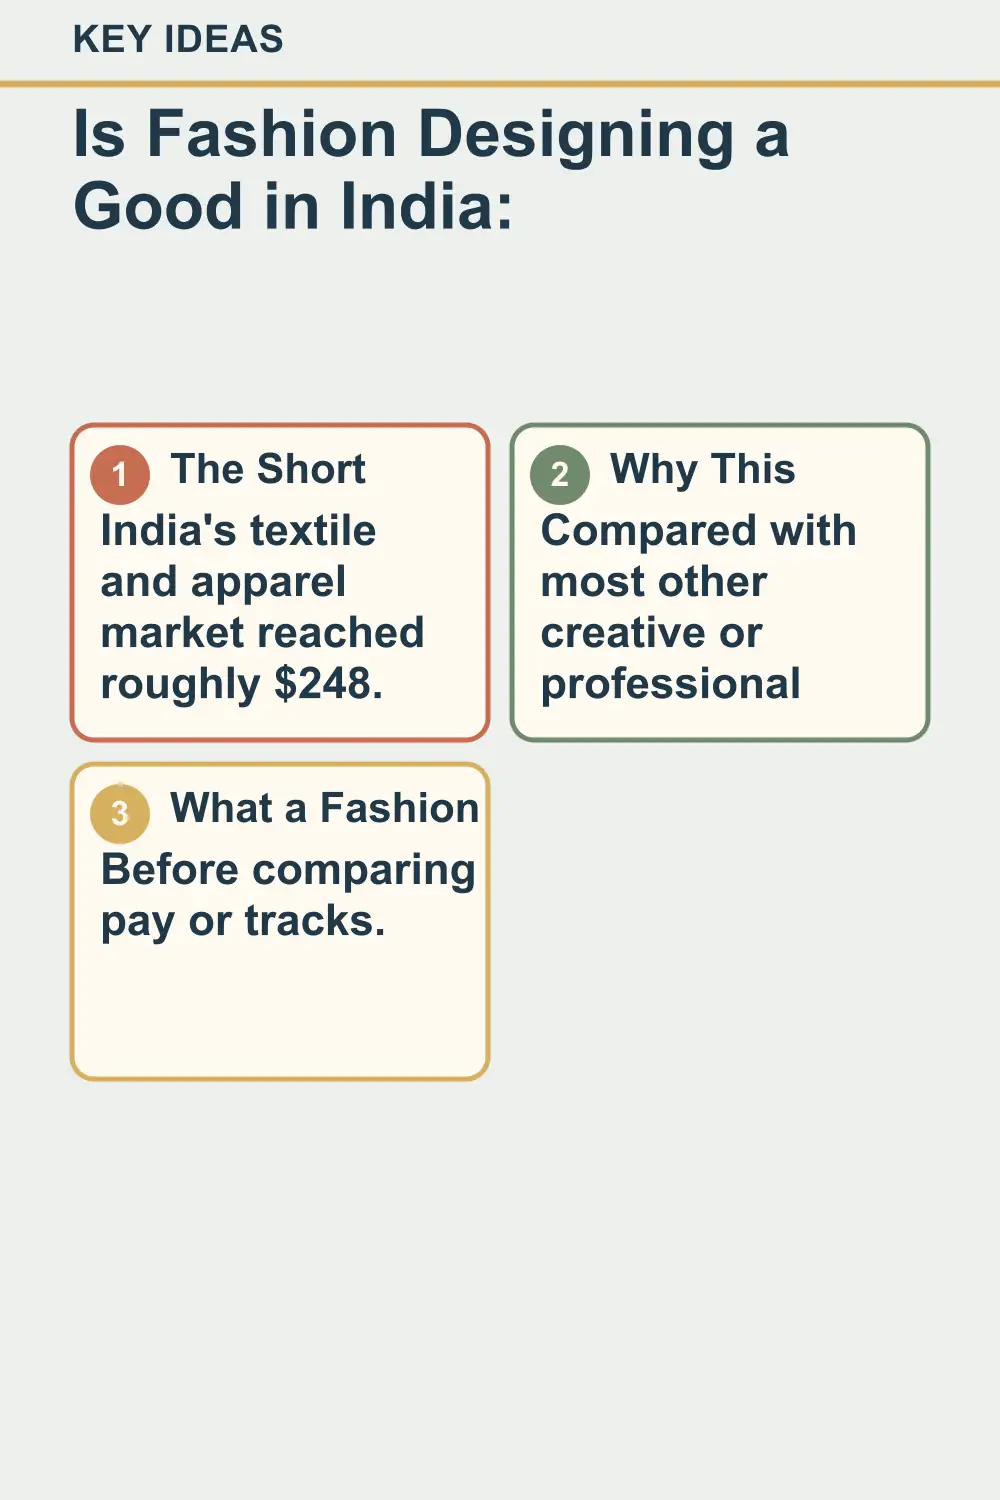 KEY IDEAS
Is Fashion Designing a
Good in India:
1 The Short
India's textile
and apparel
market reached
roughly $248.
2 Why This
Compared with
most other
creative or
professional
3 What a Fashion
Before comparing
pay or tracks.